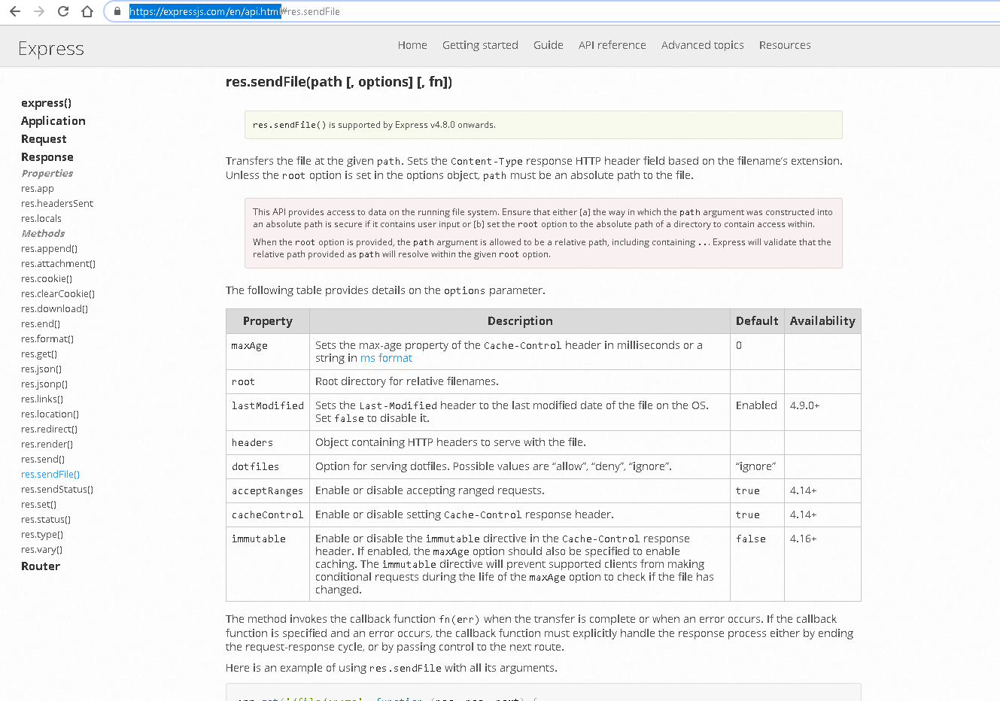 https://expressjs.com/en/api.html#res.sendFile
Express
Home Getting started Guide API reference Advanced topics Resources
express()
Application
Request
Response
Properties
res.app
res.headersSent
res.locals
Methods
res.append()
res.attachment()
res.cookie()
res.clearCookie()
res.download()
res.end()
res.format()
res.get()
res.json()
res.jsonp()
res.links()
res.location()
res.redirect()
res.render()
res.send()
res.sendFile()
res.sendStatus()
res.set()
res.status()
res.type()
res.vary()
Router
res.sendFile(path [, options] [, fn])
res.sendFile() is supported by Express v4.8.0 onwards.
Transfers the file at the given path. Sets the Content-Type response HTTP header field based on the filename’s extension.
Unless the root option is set in the options object, path must be an absolute path to the file.
This API provides access to data on the running file system. Ensure that either (a) the way in which the path argument was constructed into
an absolute path is secure if it contains user input or (b) set the root option to the absolute path of a directory to contain access within.
When the root option is provided, the path argument is allowed to be a relative path, including containing ... Express will validate that the
relative path provided as path will resolve within the given root option.
The following table provides details on the options parameter.
Property Description Default Availability
maxAge Sets the max-age property of the Cache-Control header in milliseconds or a 0
string in ms format
root Root directory for relative filenames.
lastModified Sets the Last-Modified header to the last modified date of the file on the OS. Enabled 4.9.0+
Set false to disable it.
headers Object containing HTTP headers to serve with the file.
dotfiles Option for serving dotfiles. Possible values are “allow”, “deny”, “ignore”. “ignore”
acceptRanges Enable or disable accepting ranged requests. true 4.14+
cacheControl Enable or disable setting Cache-Control response header. true 4.14+
immutable Enable or disable the immutable directive in the Cache-Control response false 4.16+
header. If enabled, the maxAge option should also be specified to enable
caching. The immutable directive will prevent supported clients from making
conditional requests during the life of the maxAge option to check if the file has
changed.
The method invokes the callback function fn(err) when the transfer is complete or when an error occurs. If the callback
function is specified and an error occurs, the callback function must explicitly handle the response process either by ending
the request-response cycle, or by passing control to the next route.
Here is an example of using res.sendFile with all its arguments.